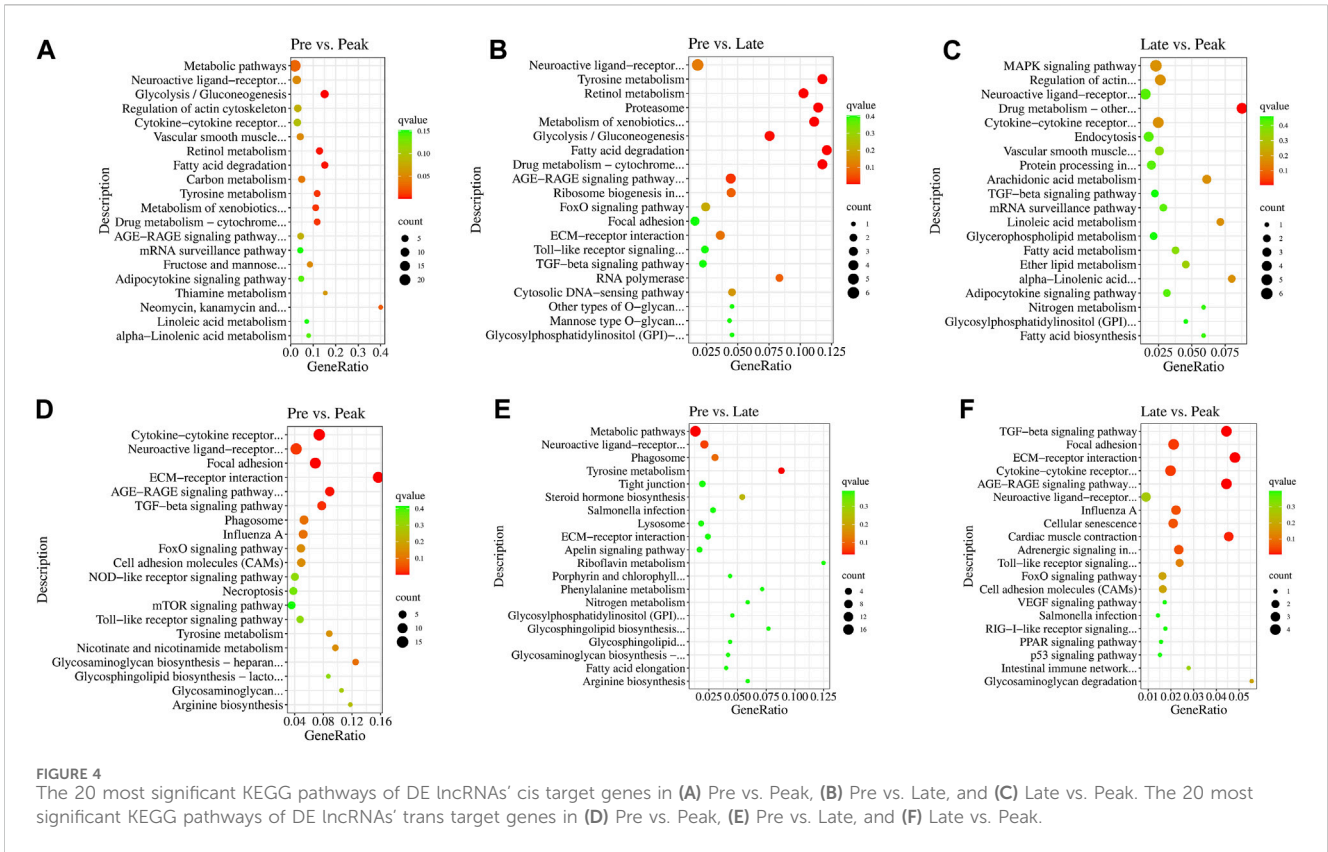 A
Pre vs. Peak
Metabolic pathways
Neuroactive ligand−receptor...
Glycolysis / Gluconeogenesis
Regulation of actin cytoskeleton
Cytokine−cytokine receptor...
Vascular smooth muscle...
Retinol metabolism
Fatty acid degradation
Carbon metabolism
Tyrosine metabolism
Metabolism of xenobiotics...
Drug metabolism − cytochrome...
AGE−RAGE signaling pathway...
mRNA surveillance pathway
Fructose and mannose...
Adipocytokine signaling pathway
Thiamine metabolism
Neomycin, kanamycin and...
Linoleic acid metabolism
alpha−Linolenic acid metabolism
Description
0.0 0.1 0.2 0.3 0.4
GeneRatio
qvalue
0.15
0.10
0.05
count
5
10
15
20
B
Pre vs. Late
Neuroactive ligand−receptor...
Tyrosine metabolism
Retinol metabolism
Proteasome
Metabolism of xenobiotics...
Glycolysis / Gluconeogenesis
Fatty acid degradation
Drug metabolism − cytochrome...
AGE−RAGE signaling pathway...
Ribosome biogenesis in...
FoxO signaling pathway
Focal adhesion
ECM−receptor interaction
Toll−like receptor signaling...
TGF−beta signaling pathway
RNA polymerase
Cytosolic DNA−sensing pathway
Other types of O−glycan...
Mannose type O−glycan...
Glycosylphosphatidylinositol (GPI)−...
Description
0.025 0.050 0.075 0.100 0.125
GeneRatio
qvalue
0.4
0.3
0.2
0.1
count
1
2
3
4
5
6
C
Late vs. Peak
MAPK signaling pathway
Regulation of actin...
Neuroactive ligand−receptor...
Drug metabolism − other...
Cytokine−cytokine receptor...
Endocytosis
Vascular smooth muscle...
Protein processing in...
Arachidonic acid metabolism
TGF−beta signaling pathway
mRNA surveillance pathway
Linoleic acid metabolism
Glycerophospholipid metabolism
Fatty acid metabolism
Ether lipid metabolism
alpha−Linolenic acid...
Adipocytokine signaling pathway
Nitrogen metabolism
Glycosylphosphatidylinositol (GPI)...
Fatty acid biosynthesis
Description
0.025 0.050 0.075
GeneRatio
qvalue
0.4
0.3
0.2
0.1
count
1
2
3
4
5
6
D
Pre vs. Peak
Cytokine−cytokine receptor...
Neuroactive ligand−receptor...
Focal adhesion
ECM−receptor interaction
AGE−RAGE signaling pathway...
TGF−beta signaling pathway
Phagosome
Influenza A
FoxO signaling pathway
Cell adhesion molecules (CAMs)
NOD−like receptor signaling pathway
Necroptosis
mTOR signaling pathway
Toll−like receptor signaling pathway
Tyrosine metabolism
Nicotinate and nicotinamide metabolism
Glycosaminoglycan biosynthesis − heparan...
Glycosphingolipid biosynthesis − lacto...
Glycosaminoglycan...
Arginine biosynthesis
Description
0.04 0.08 0.12 0.16
GeneRatio
qvalue
0.4
0.3
0.2
0.1
count
5
10
15
E
Pre vs. Late
Metabolic pathways
Neuroactive ligand−receptor...
Phagosome
Tyrosine metabolism
Tight junction
Steroid hormone biosynthesis
Salmonella infection
Lysosome
ECM−receptor interaction
Apelin signaling pathway
Riboflavin metabolism
Porphyrin and chlorophyll...
Phenylalanine metabolism
Nitrogen metabolism
Glycosylphosphatidylinositol (GPI)...
Glycosphingolipid biosynthesis...
Glycosphingolipid...
Glycosaminoglycan biosynthesis −...
Fatty acid elongation
Arginine biosynthesis
Description
0.025 0.050 0.075 0.100 0.125
GeneRatio
qvalue
0.3
0.2
0.1
count
4
8
12
16
F
Late vs. Peak
TGF−beta signaling pathway
Focal adhesion
ECM−receptor interaction
Cytokine−cytokine receptor...
AGE−RAGE signaling pathway...
Neuroactive ligand−receptor...
Influenza A
Cellular senescence
Cardiac muscle contraction
Adrenergic signaling in...
Toll−like receptor signaling...
FoxO signaling pathway
Cell adhesion molecules (CAMs)
VEGF signaling pathway
Salmonella infection
RIG−I−like receptor signaling...
PPAR signaling pathway
p53 signaling pathway
Intestinal immune network...
Glycosaminoglycan degradation
Description
0.01 0.02 0.03 0.04 0.05
GeneRatio
qvalue
0.3
0.2
0.1
count
1
2
3
4
FIGURE 4
The 20 most significant KEGG pathways of DE lncRNAs' cis target genes in (A) Pre vs. Peak, (B) Pre vs. Late, and (C) Late vs. Peak. The 20 most
significant KEGG pathways of DE lncRNAs' trans target genes in (D) Pre vs. Peak, (E) Pre vs. Late, and (F) Late vs. Peak.